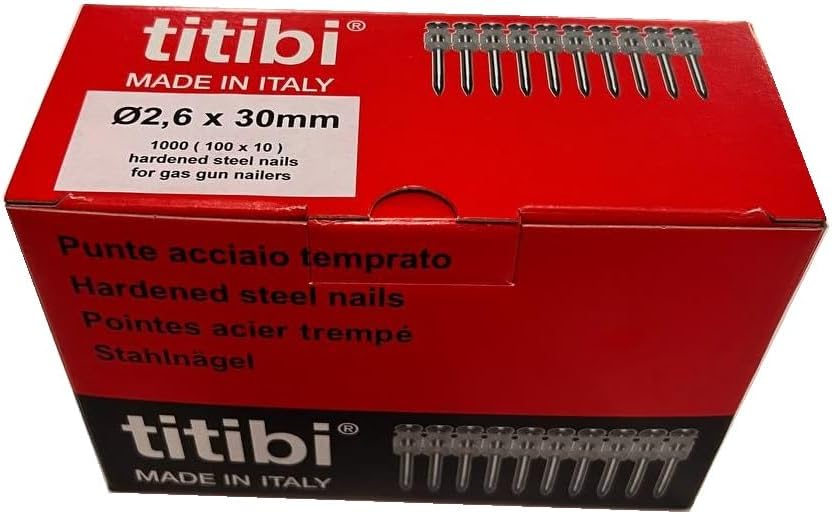 titibi®
MADE IN ITALY
Ø2,6 x 30mm
1000 ( 100 x 10 )
hardened steel nails
for gas gun nailers
Punte acciaio temprato
Hardened steel nails
Pointes acier trempé
Stahlnägel
titibi®
MADE IN ITALY